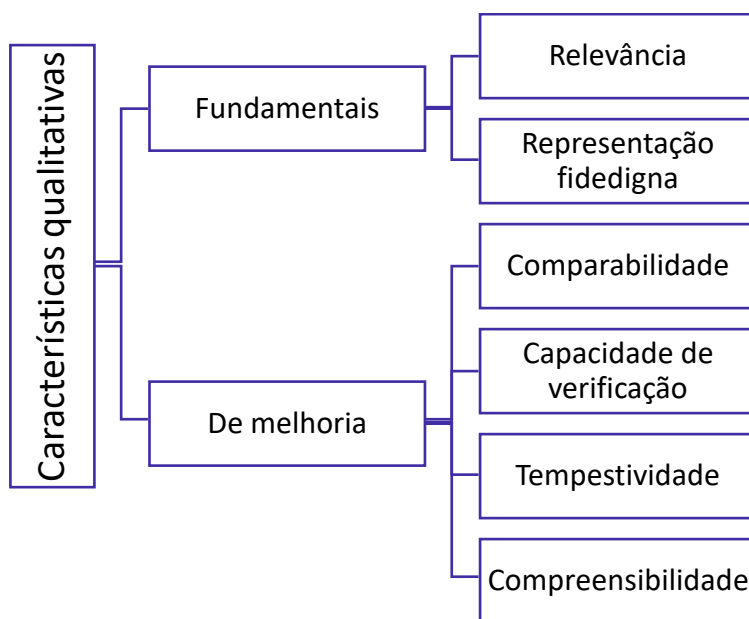 Características qualitativas
Fundamentais
Relevância
Representação
fidedigna
De melhoria
Comparabilidade
Capacidade de
verificação
Tempestividade
Compreensibilidade